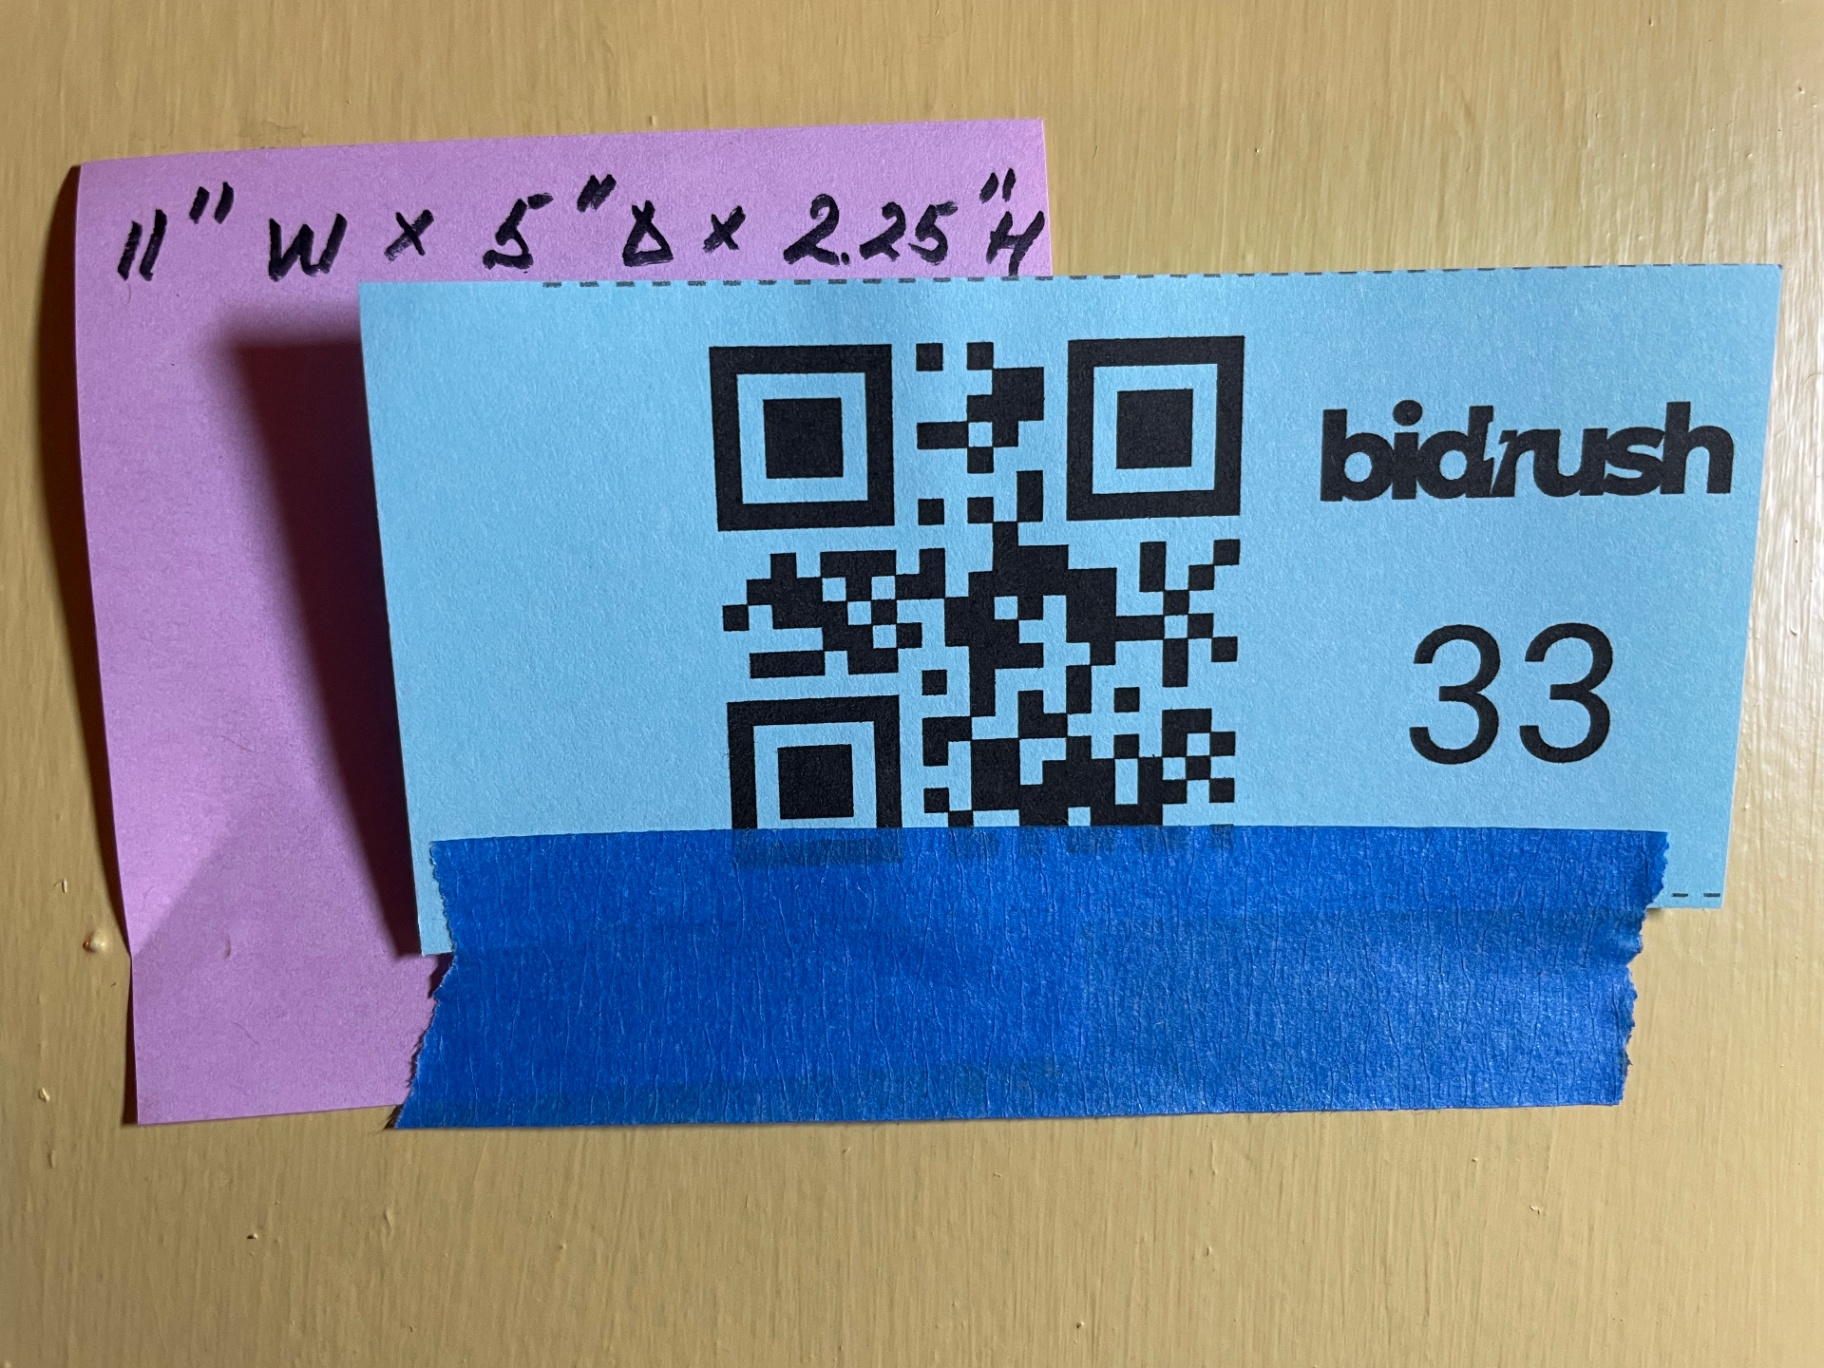 11" W x 5" D x 2.25" H
bidrush
33